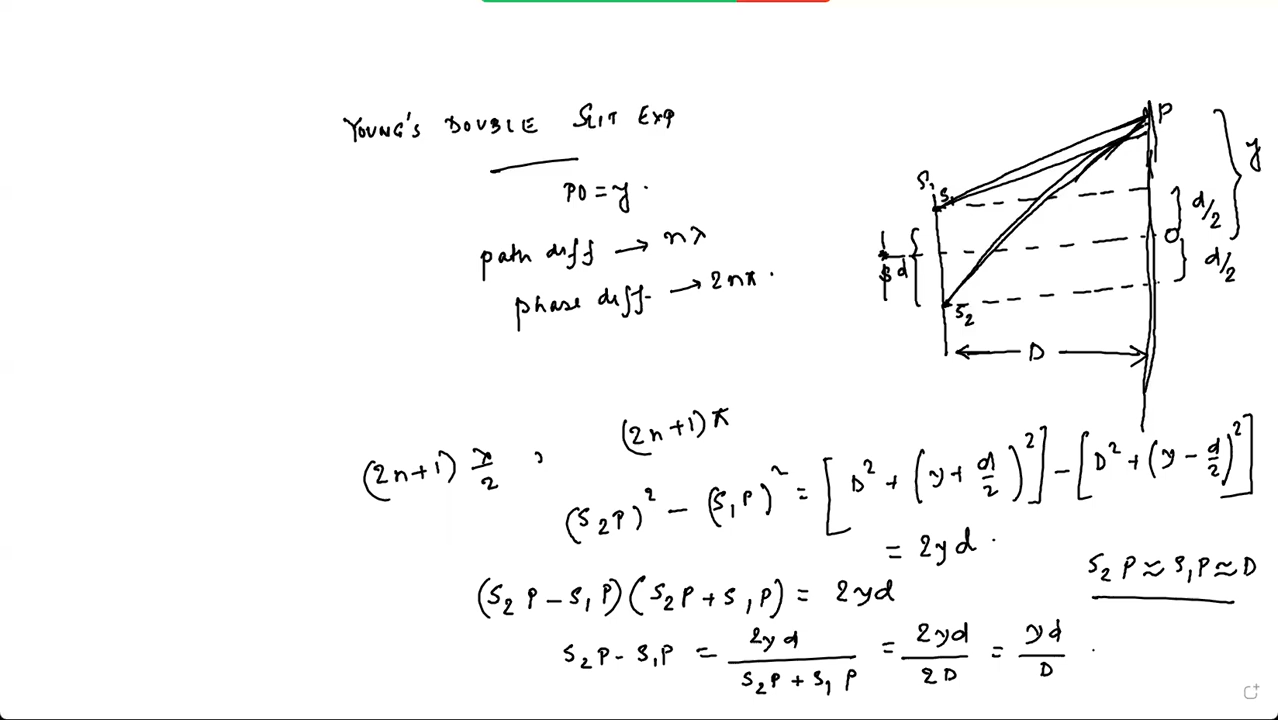 YOUNG'S DOUBLE SLIT EXP
PO = y .
path diff → nλ
phase diff → 2nπ .
P
y
S₁ S₁
d/2
O
d/2
S d
S₂
D
(2n+1) λ/2 , (2n+1) π
(S₂P)² - (S₁P)² = [D² + (y + d/2)²] - [D² + (y - d/2)²]
= 2yd .
S₂P ≈ S₁P ≈ D
(S₂P - S₁P)(S₂P + S₁P) = 2yd
S₂P - S₁P = 2yd / S₂P + S₁P = 2yd / 2D = yd / D .